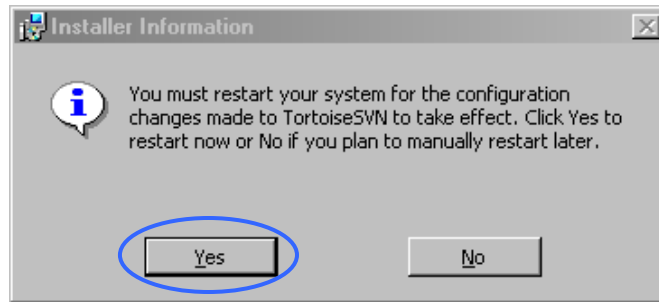 Installer Information
You must restart your system for the configuration
changes made to TortoiseSVN to take effect. Click Yes to
restart now or No if you plan to manually restart later.
Yes
No